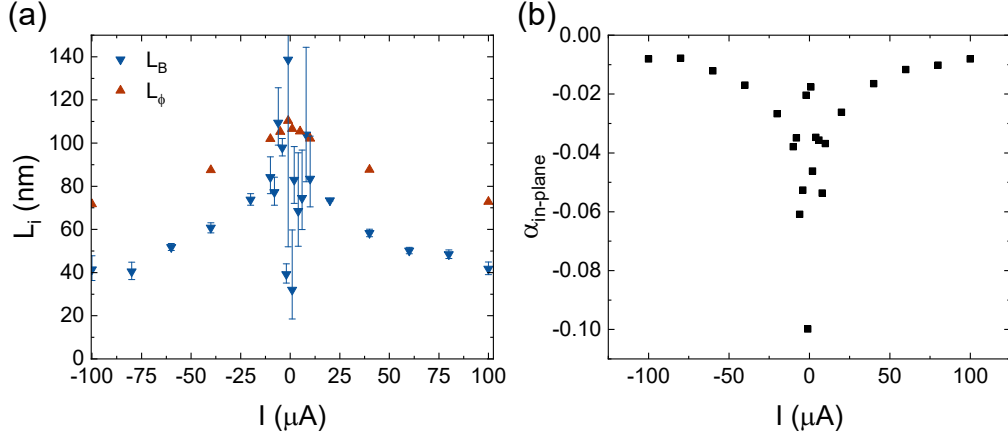 (a)
140
120
100
80
60
40
20
0
L_i (nm)
L_B
L_ϕ
-100 -75 -50 -25 0 25 50 75 100
I (μA)
(b)
0.00
-0.02
-0.04
-0.06
-0.08
-0.10
α_in-plane
-100 -50 0 50 100
I (μA)